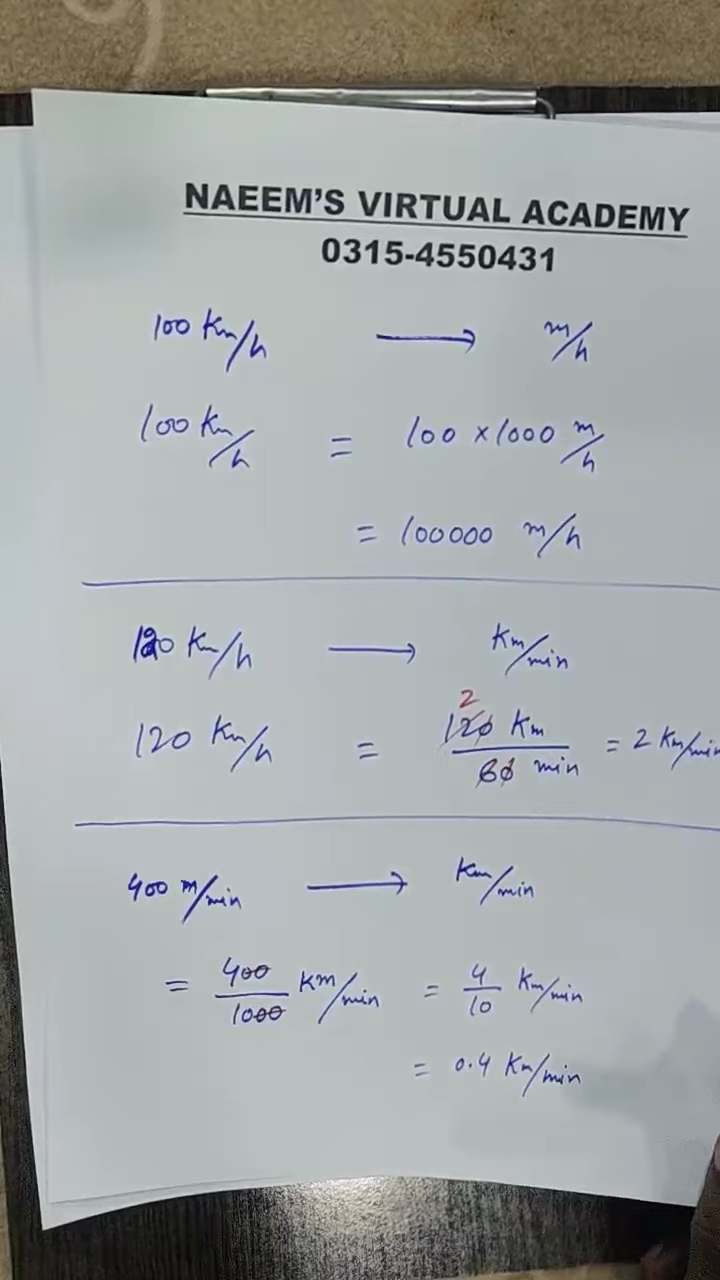 NAEEM'S VIRTUAL ACADEMY
0315-4550431
100 Km/h ⟶ m/h
100 Km/h = 100 × 1000 m/h
= 100000 m/h
120 Km/h ⟶ Km/min
2
120 Km/h = 120 Km / 60 min = 2 Km/min
400 m/min ⟶ Km/min
= 400/1000 Km/min = 4/10 Km/min
= 0.4 Km/min